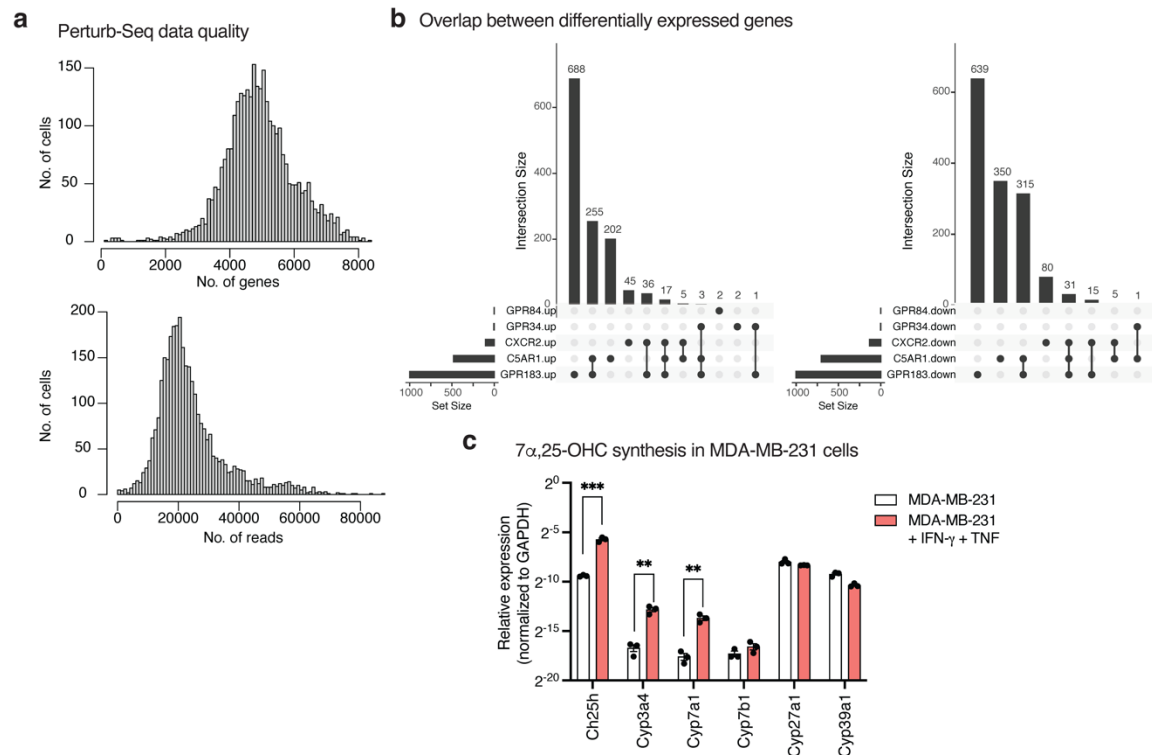 a
Perturb-Seq data quality
150
100
50
0
No. of cells
0 2000 4000 6000 8000
No. of genes
200
150
100
50
0
No. of cells
0 20000 40000 60000 80000
No. of reads
b
Overlap between differentially expressed genes
688
255
202
45
36
17
5
3
2
2
1
600
400
200
0
Intersection Size
GPR84.up
GPR34.up
CXCR2.up
C5AR1.up
GPR183.up
1000 500 0
Set Size
639
350
315
80
31
15
5
1
600
400
200
0
Intersection Size
GPR84.down
GPR34.down
CXCR2.down
C5AR1.down
GPR183.down
1000 500 0
Set Size
c
7α,25-OHC synthesis in MDA-MB-231 cells
Relative expression
(normalized to GAPDH)
2⁰
2⁻⁵
2⁻¹⁰
2⁻¹⁵
2⁻²⁰
***
**
**
Ch25h
Cyp3a4
Cyp7a1
Cyp7b1
Cyp27a1
Cyp39a1
MDA-MB-231
MDA-MB-231
+ IFN-γ + TNF